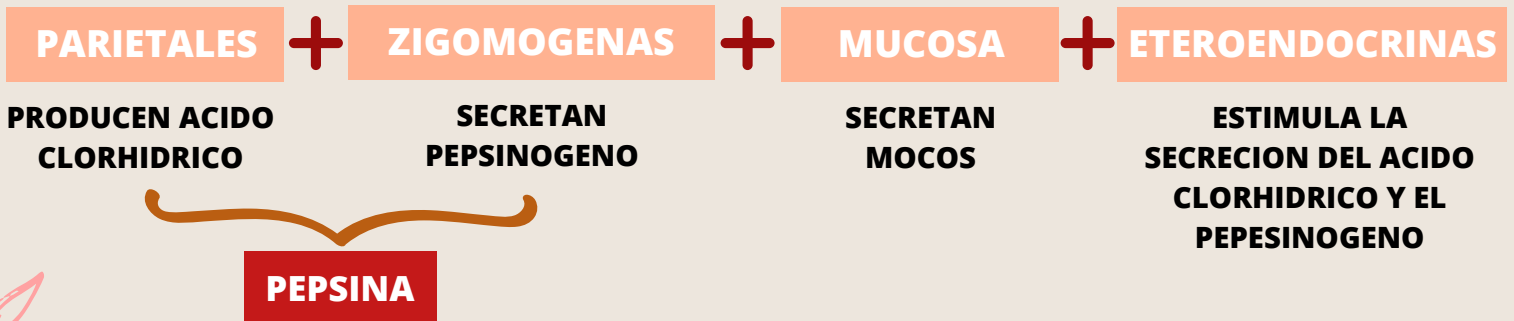 PARIETALES + ZIGOMOGENAS + MUCOSA + ETEROENDOCRINAS
PRODUCEN ACIDO
CLORHIDRICO
SECRETAN
PEPSINOGENO
SECRETAN
MOCOS
ESTIMULA LA
SECRECION DEL ACIDO
CLORHIDRICO Y EL
PEPESINOGENO
PEPSINA